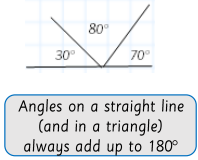 80°
30° 70°
Angles on a straight line
(and in a triangle)
always add up to 180°